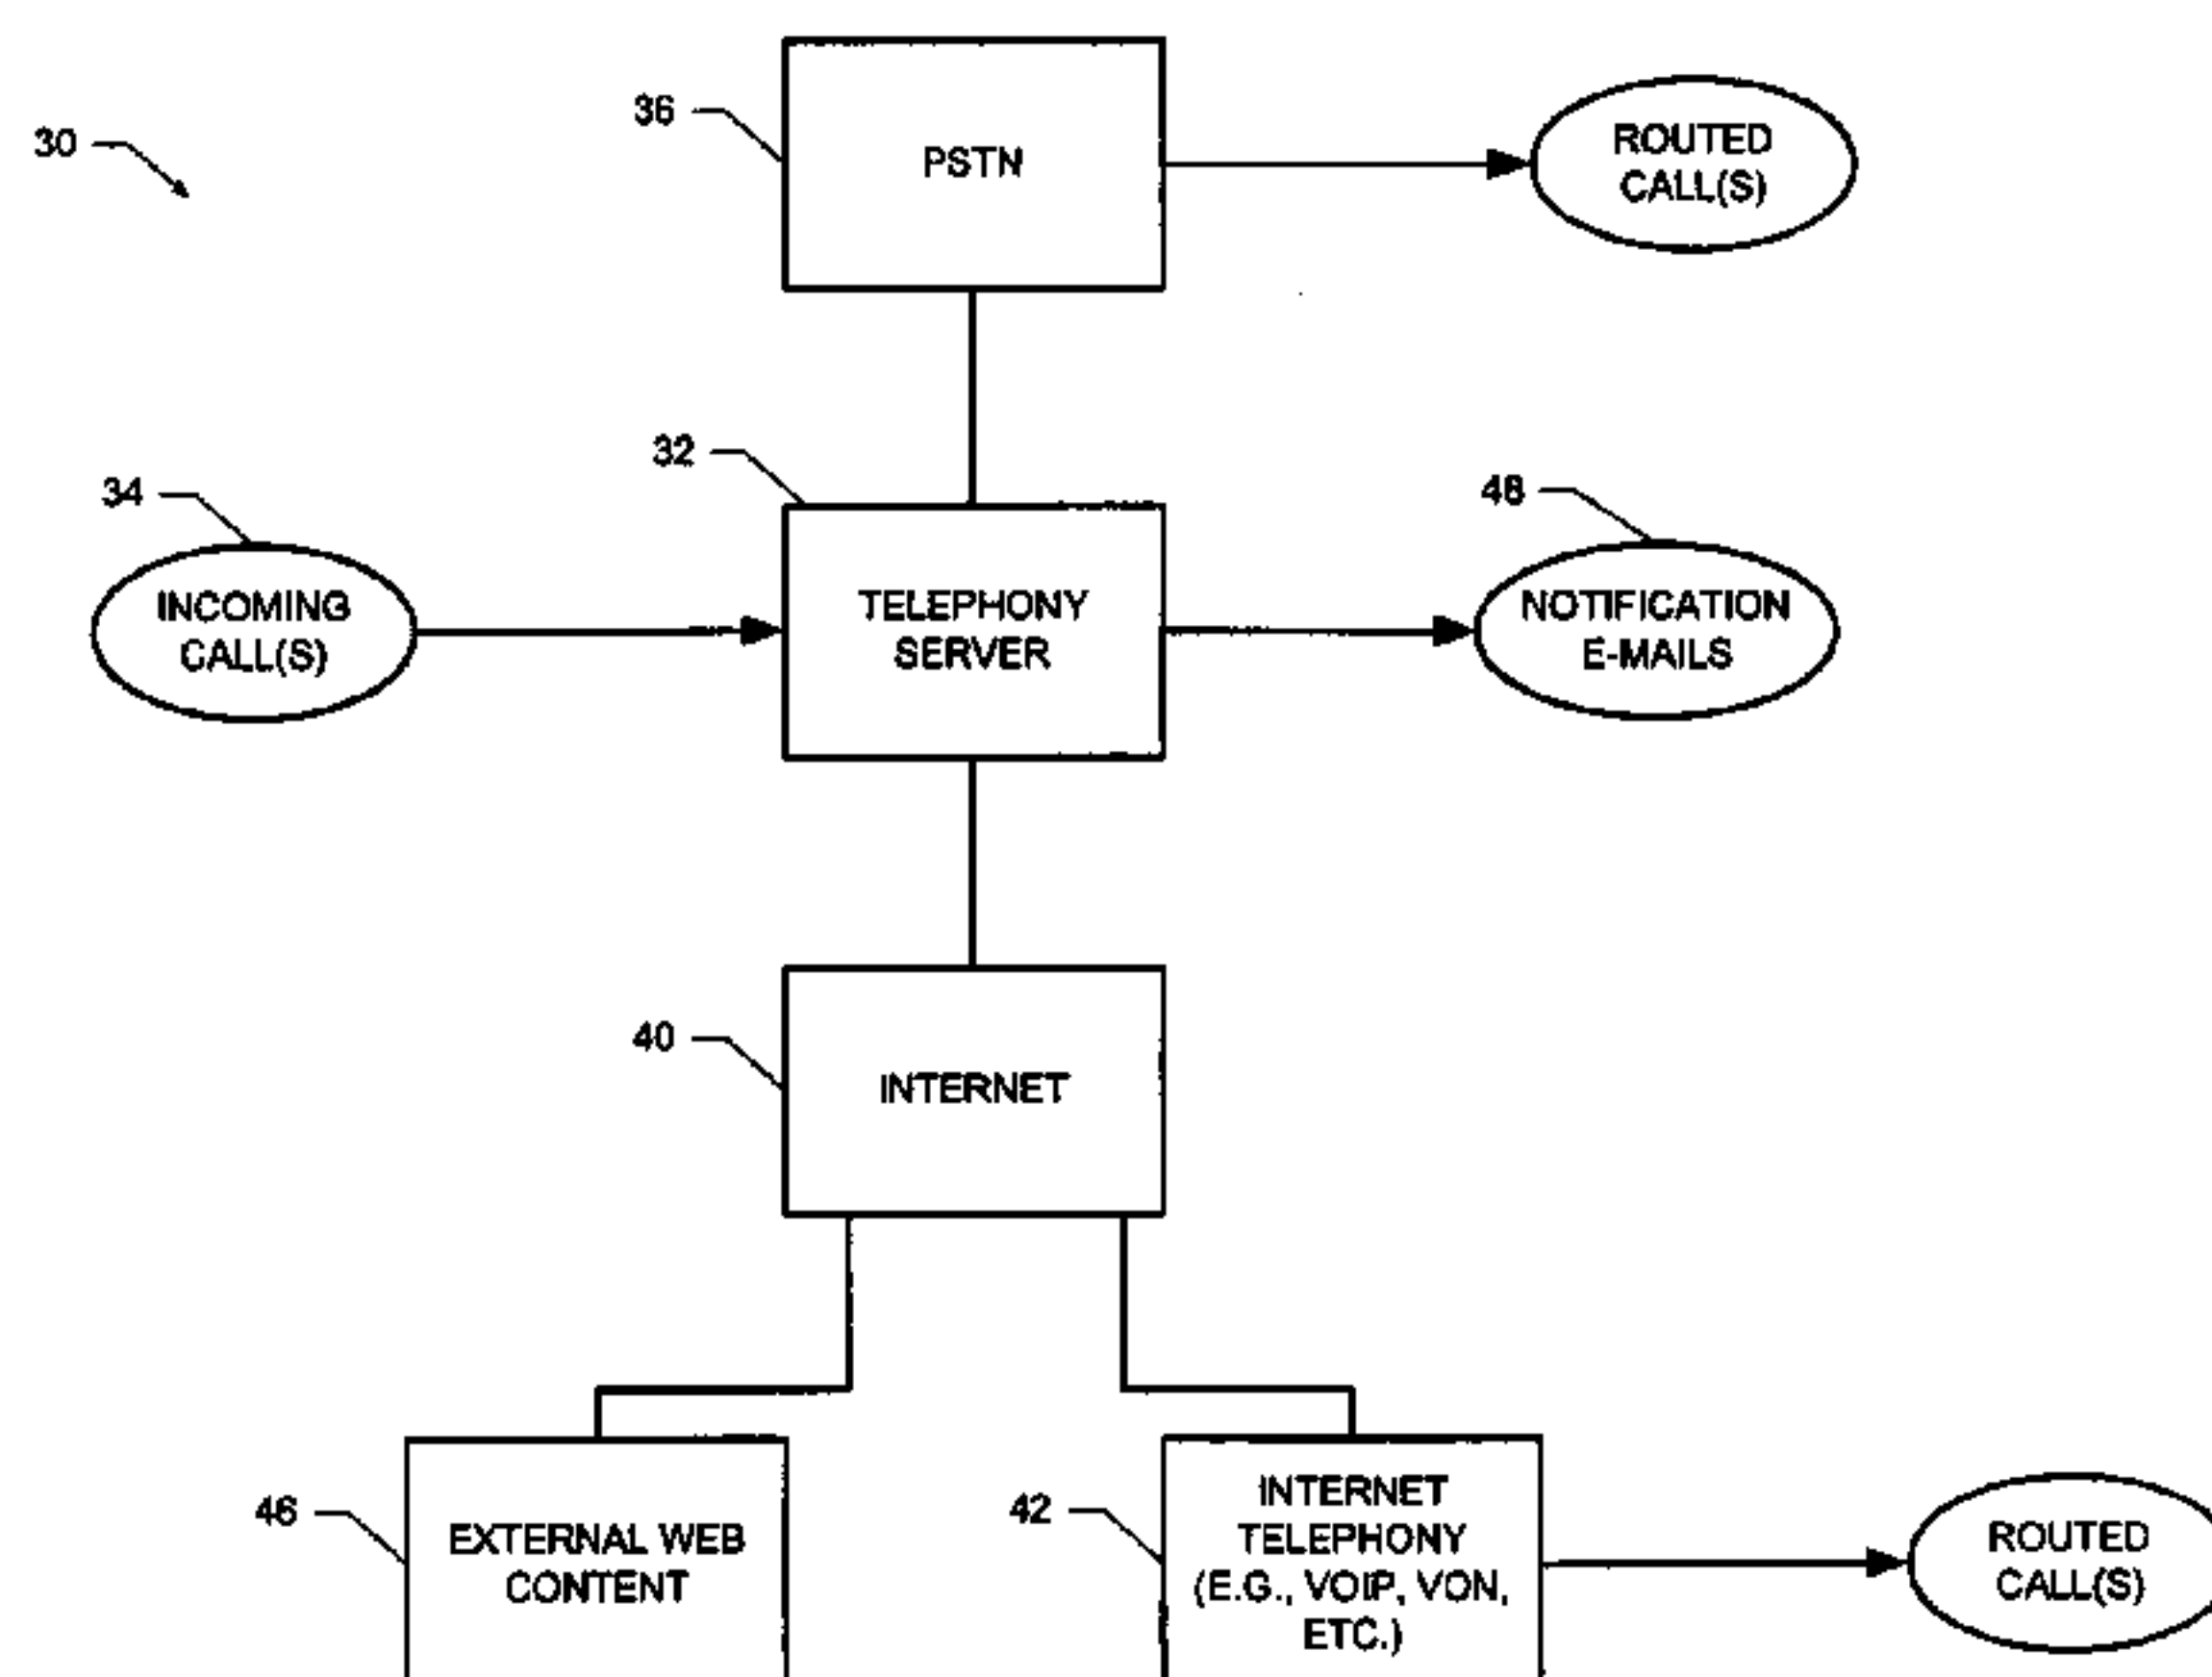 36
30
PSTN
ROUTED
CALL(S)
32
34
48
INCOMING
CALL(S)
TELEPHONY
SERVER
NOTIFICATION
E-MAILS
40
INTERNET
46
EXTERNAL WEB
CONTENT
42
INTERNET
TELEPHONY
(E.G., VOIP, VON,
ETC.)
ROUTED
CALL(S)